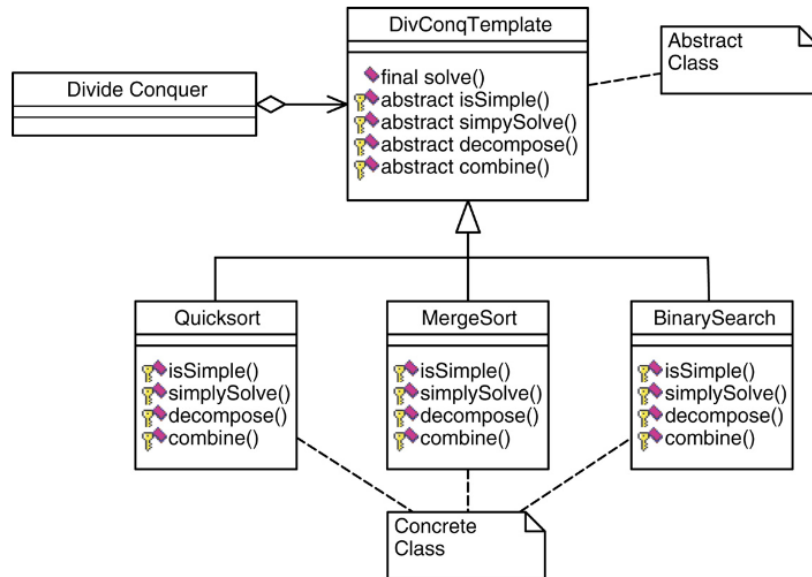 DivConqTemplate
final solve()
abstract isSimple()
abstract simpySolve()
abstract decompose()
abstract combine()
Abstract
Class
Divide Conquer
Quicksort
isSimple()
simplySolve()
decompose()
combine()
MergeSort
isSimple()
simplySolve()
decompose()
combine()
BinarySearch
isSimple()
simplySolve()
decompose()
combine()
Concrete
Class